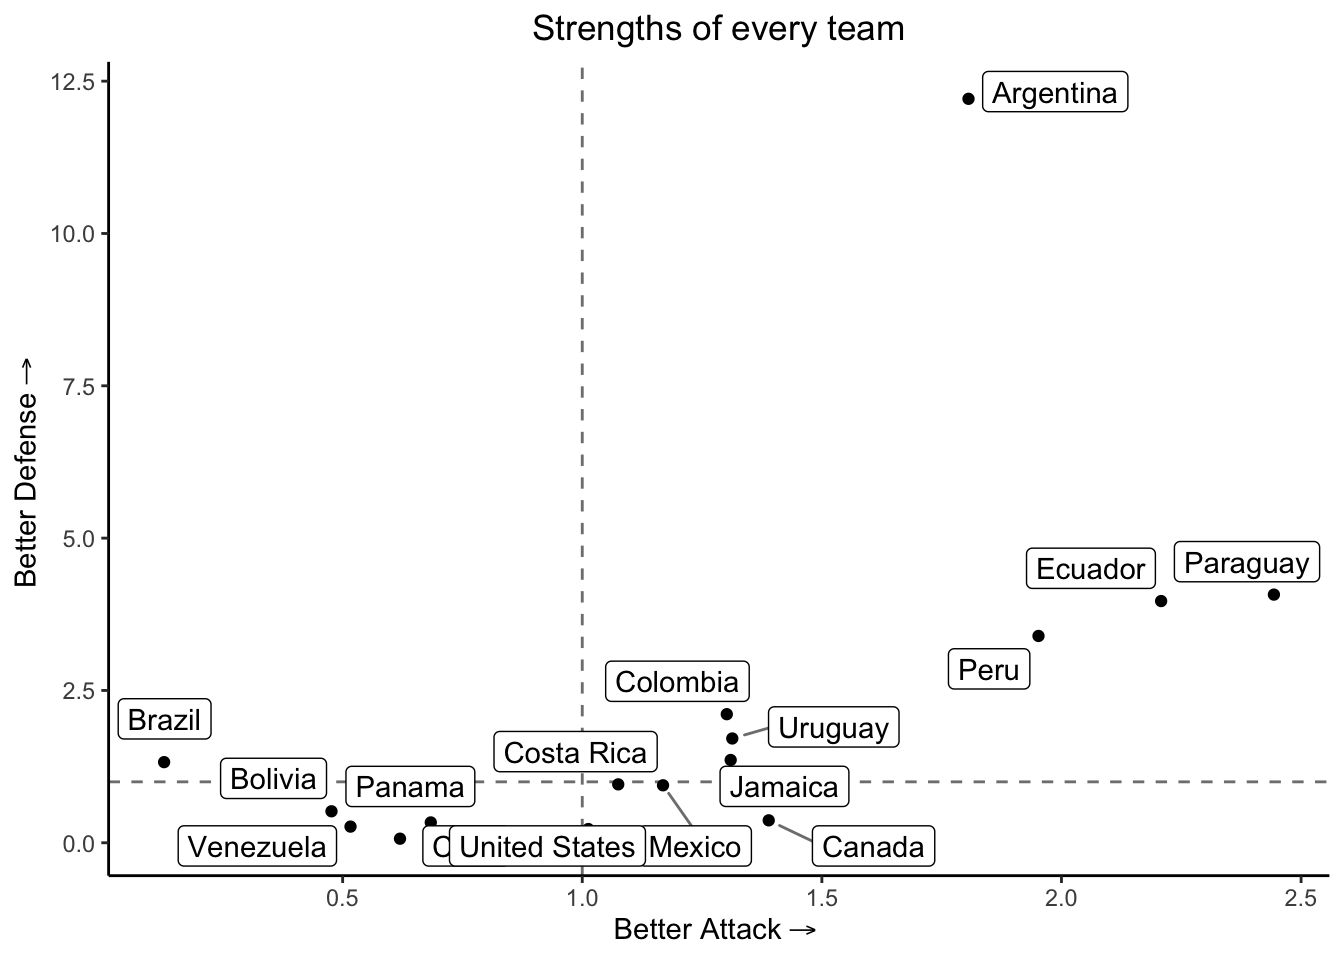 Strengths of every team
12.5
10.0
7.5
5.0
2.5
0.0
Better Defense →
Argentina
Ecuador
Paraguay
Peru
Colombia
Brazil
Uruguay
Costa Rica
Bolivia
Panama
Jamaica
Venezuela
C
United States
Mexico
Canada
0.5
1.0
1.5
2.0
2.5
Better Attack →